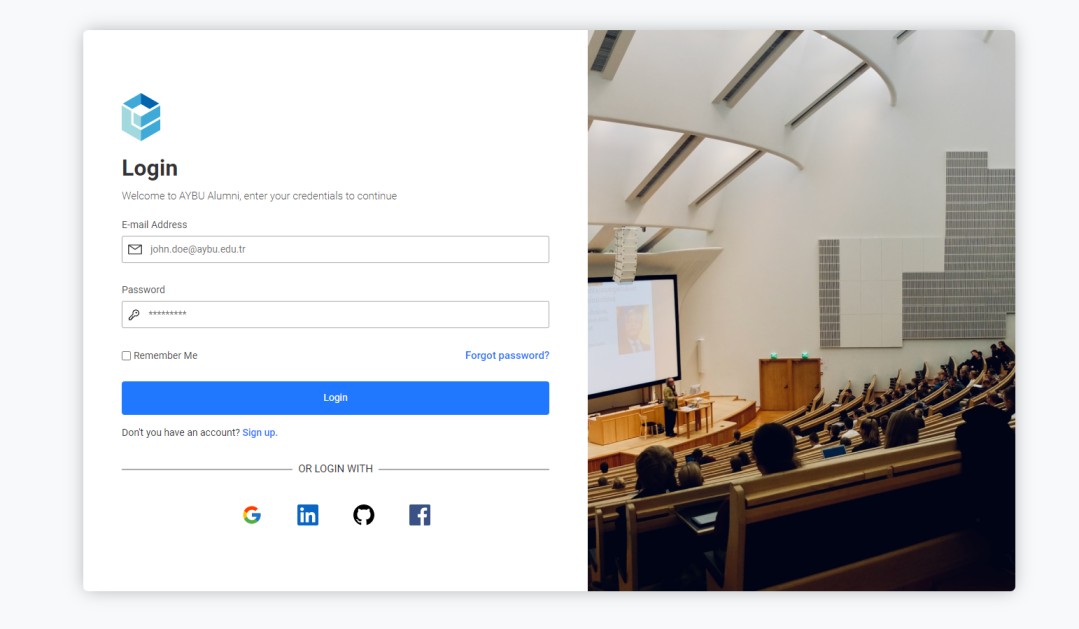 Login
Welcome to AYBU Alumni, enter your credentials to continue
E-mail Address
john.doe@aybu.edu.tr
Password
*********
Remember Me
Forgot password?
Login
Don't you have an account? Sign up.
OR LOGIN WITH
in
f